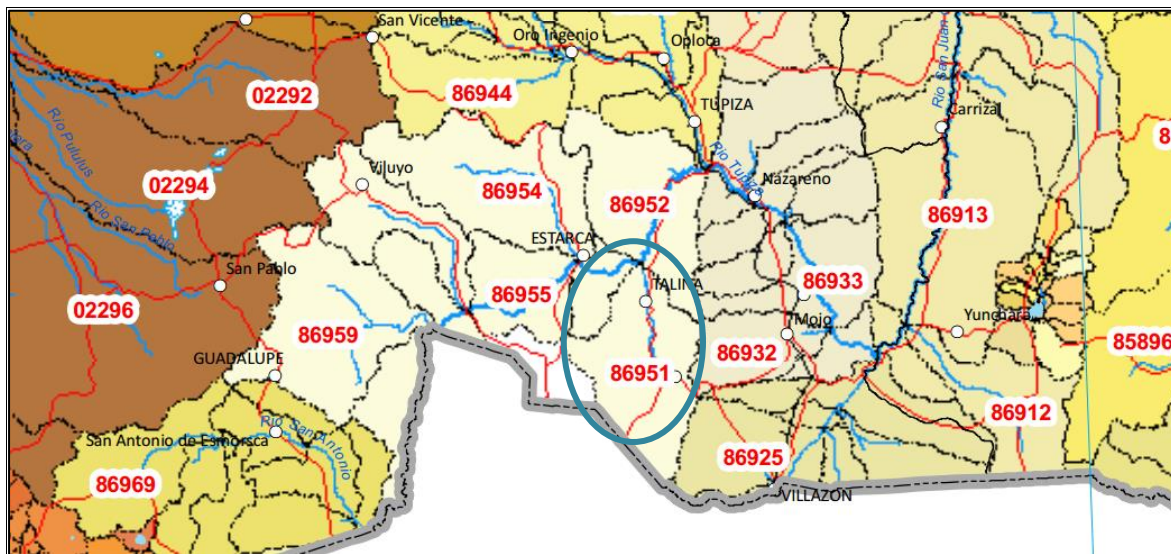 San Vicente
Oro Ingenio
Oploca
Rio San Juan
02292
86944
Carrizal
TUPIZA
Rio Pululus
Rio Tupiza
Viluyo
Nazareno
02294
86954
86952
86913
Rio San Pablo
ESTARCA
San Pablo
86955
TALINA
86933
02296
86959
Mojo
Yunchara
86932
85896
GUADALUPE
86951
86912
San Antonio de Esmorsca
Rio San Antonio
86925
86969
VILLAZON